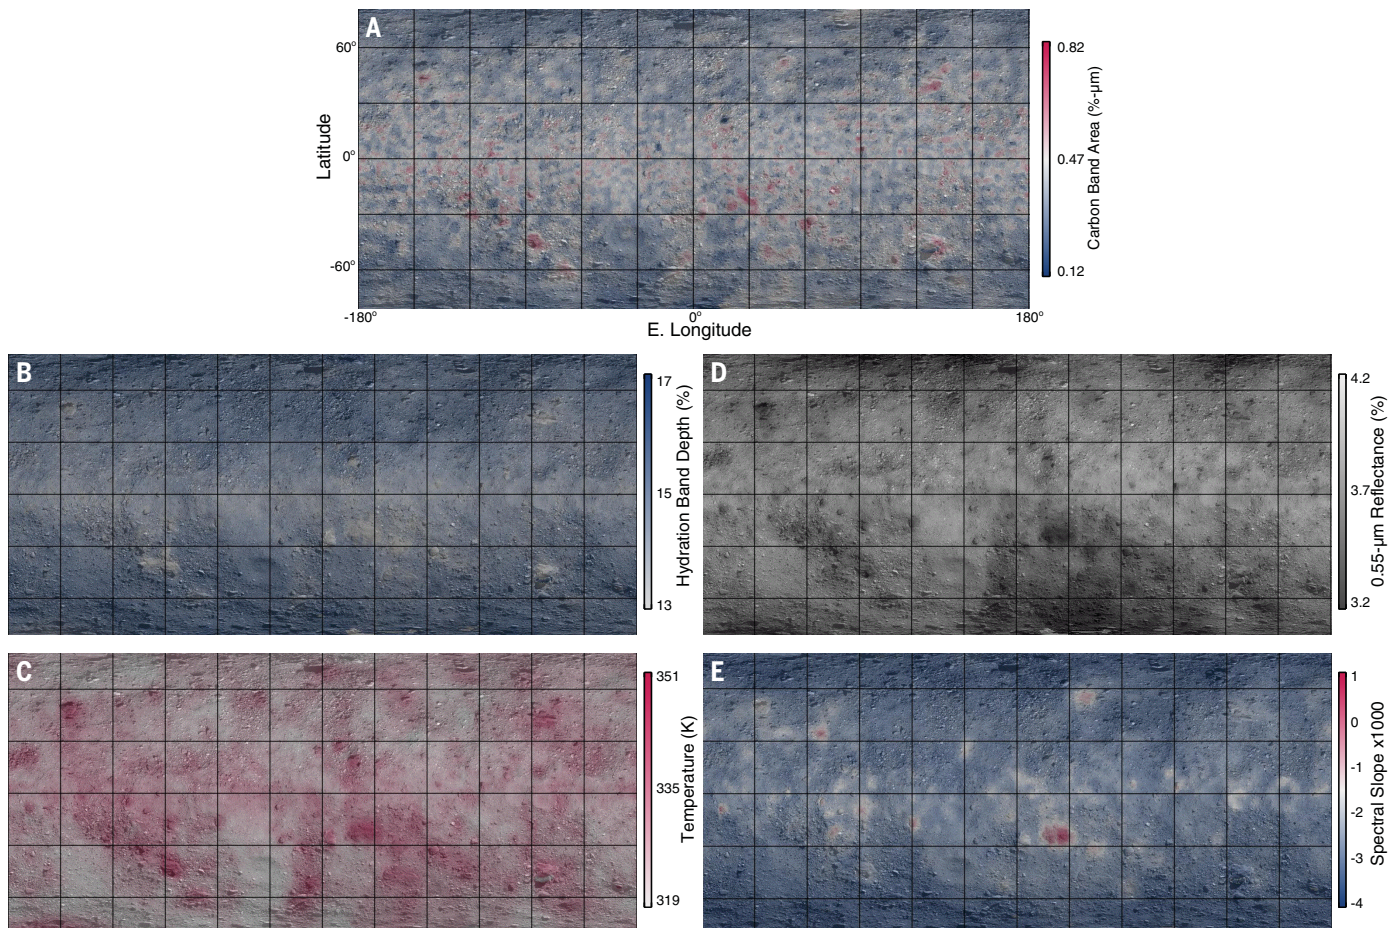 A
60°
0°
-60°
Latitude
-180°
0°
180°
E. Longitude
0.82
0.47
0.12
Carbon Band Area (%-μm)
B
17
15
13
Hydration Band Depth (%)
D
4.2
3.7
3.2
0.55-μm Reflectance (%)
C
351
335
319
Temperature (K)
E
1
0
-1
-2
-3
-4
Spectral Slope x1000